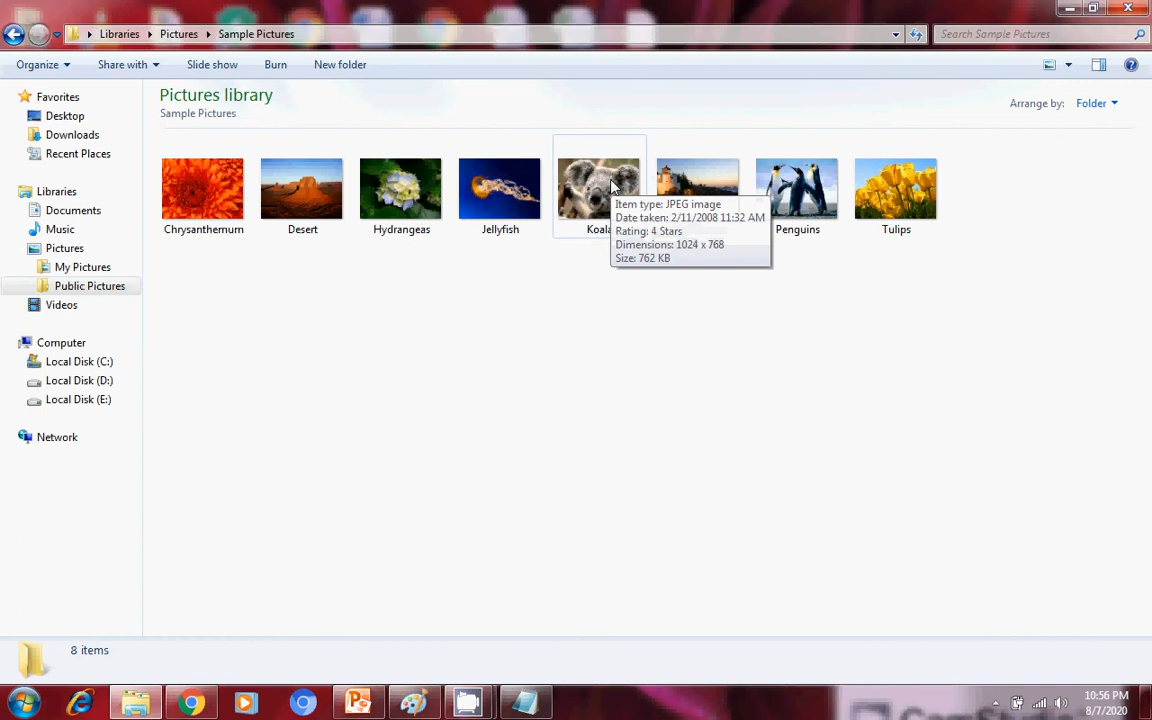 Libraries Pictures Sample Pictures
Search Sample Pictures
Organize Share with Slide show Burn New folder
Favorites
Desktop
Downloads
Recent Places
Libraries
Documents
Music
Pictures
My Pictures
Public Pictures
Videos
Computer
Local Disk (C:)
Local Disk (D:)
Local Disk (E:)
Network
Pictures library
Sample Pictures
Arrange by: Folder
Chrysanthemum Desert Hydrangeas Jellyfish Koala Penguins Tulips
Item type: JPEG image
Date taken: 2/11/2008 11:32 AM
Rating: 4 Stars
Dimensions: 1024 x 768
Size: 762 KB
8 items
10:56 PM
8/7/2020